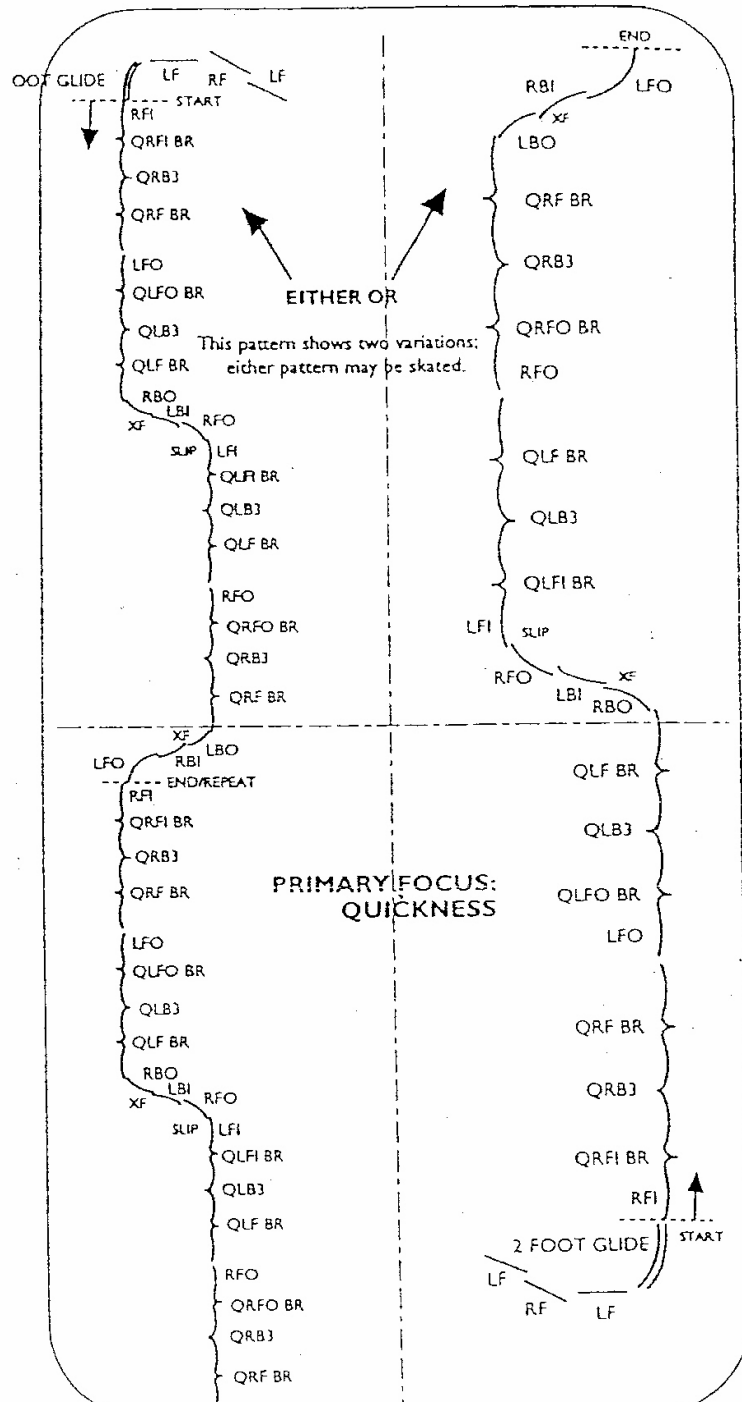 LF
RF
LF
OOT GLIDE
START
RFI
QRFI BR
QRB3
QRF BR
LFO
QLFO BR
QLB3
QLF BR
RBO
XF
LBI
RFO
SLIP
LFI
QLFI BR
QLB3
QLF BR
RFO
QRFO BR
QRB3
QRF BR
XF
LBO
RBI
LFO
END/REPEAT
RFI
QRFI BR
QRB3
QRF BR
LFO
QLFO BR
QLB3
QLF BR
RBO
XF
LBI
RFO
SLIP
LFI
QLFI BR
QLB3
QLF BR
RFO
QRFO BR
QRB3
QRF BR
EITHER OR
This pattern shows two variations;
either pattern may be skated.
PRIMARY FOCUS:
QUICKNESS
END
LFO
RBI
XF
LBO
QRF BR
QRB3
QRFO BR
RFO
QLF BR
QLB3
QLFI BR
LFI
SLIP
RFO
LBI
XF
RBO
QLF BR
QLB3
QLFO BR
LFO
QRF BR
QRB3
QRFI BR
RFI
START
2 FOOT GLIDE
LF
RF
LF